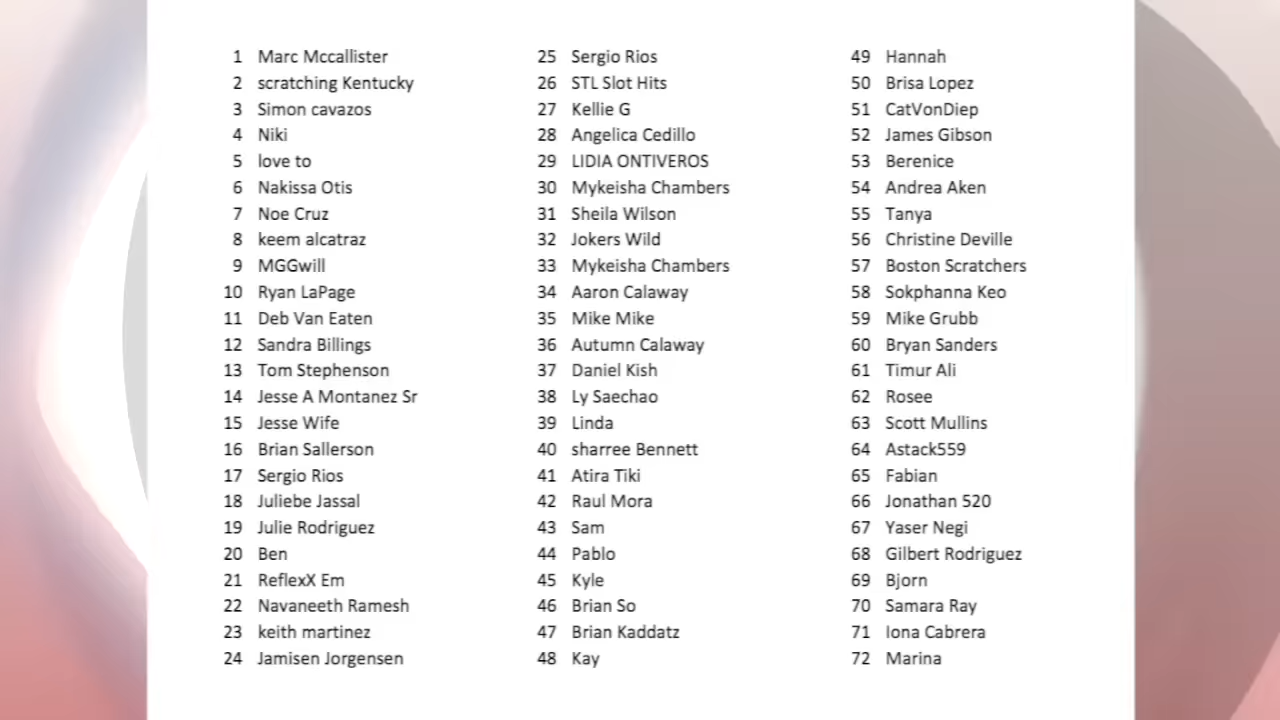 1 Marc Mccallister
2 scratching Kentucky
3 Simon cavazos
4 Niki
5 love to
6 Nakissa Otis
7 Noe Cruz
8 keem alcatraz
9 MGGwill
10 Ryan LaPage
11 Deb Van Eaten
12 Sandra Billings
13 Tom Stephenson
14 Jesse A Montanez Sr
15 Jesse Wife
16 Brian Sallerson
17 Sergio Rios
18 Juliebe Jassal
19 Julie Rodriguez
20 Ben
21 ReflexX Em
22 Navaneeth Ramesh
23 keith martinez
24 Jamisen Jorgensen
25 Sergio Rios
26 STL Slot Hits
27 Kellie G
28 Angelica Cedillo
29 LIDIA ONTIVEROS
30 Mykeisha Chambers
31 Sheila Wilson
32 Jokers Wild
33 Mykeisha Chambers
34 Aaron Calaway
35 Mike Mike
36 Autumn Calaway
37 Daniel Kish
38 Ly Saechao
39 Linda
40 sharree Bennett
41 Atira Tiki
42 Raul Mora
43 Sam
44 Pablo
45 Kyle
46 Brian So
47 Brian Kaddatz
48 Kay
49 Hannah
50 Brisa Lopez
51 CatVonDiep
52 James Gibson
53 Berenice
54 Andrea Aken
55 Tanya
56 Christine Deville
57 Boston Scratchers
58 Sokphanna Keo
59 Mike Grubb
60 Bryan Sanders
61 Timur Ali
62 Rosee
63 Scott Mullins
64 Astack559
65 Fabian
66 Jonathan 520
67 Yaser Negi
68 Gilbert Rodriguez
69 Bjorn
70 Samara Ray
71 Iona Cabrera
72 Marina